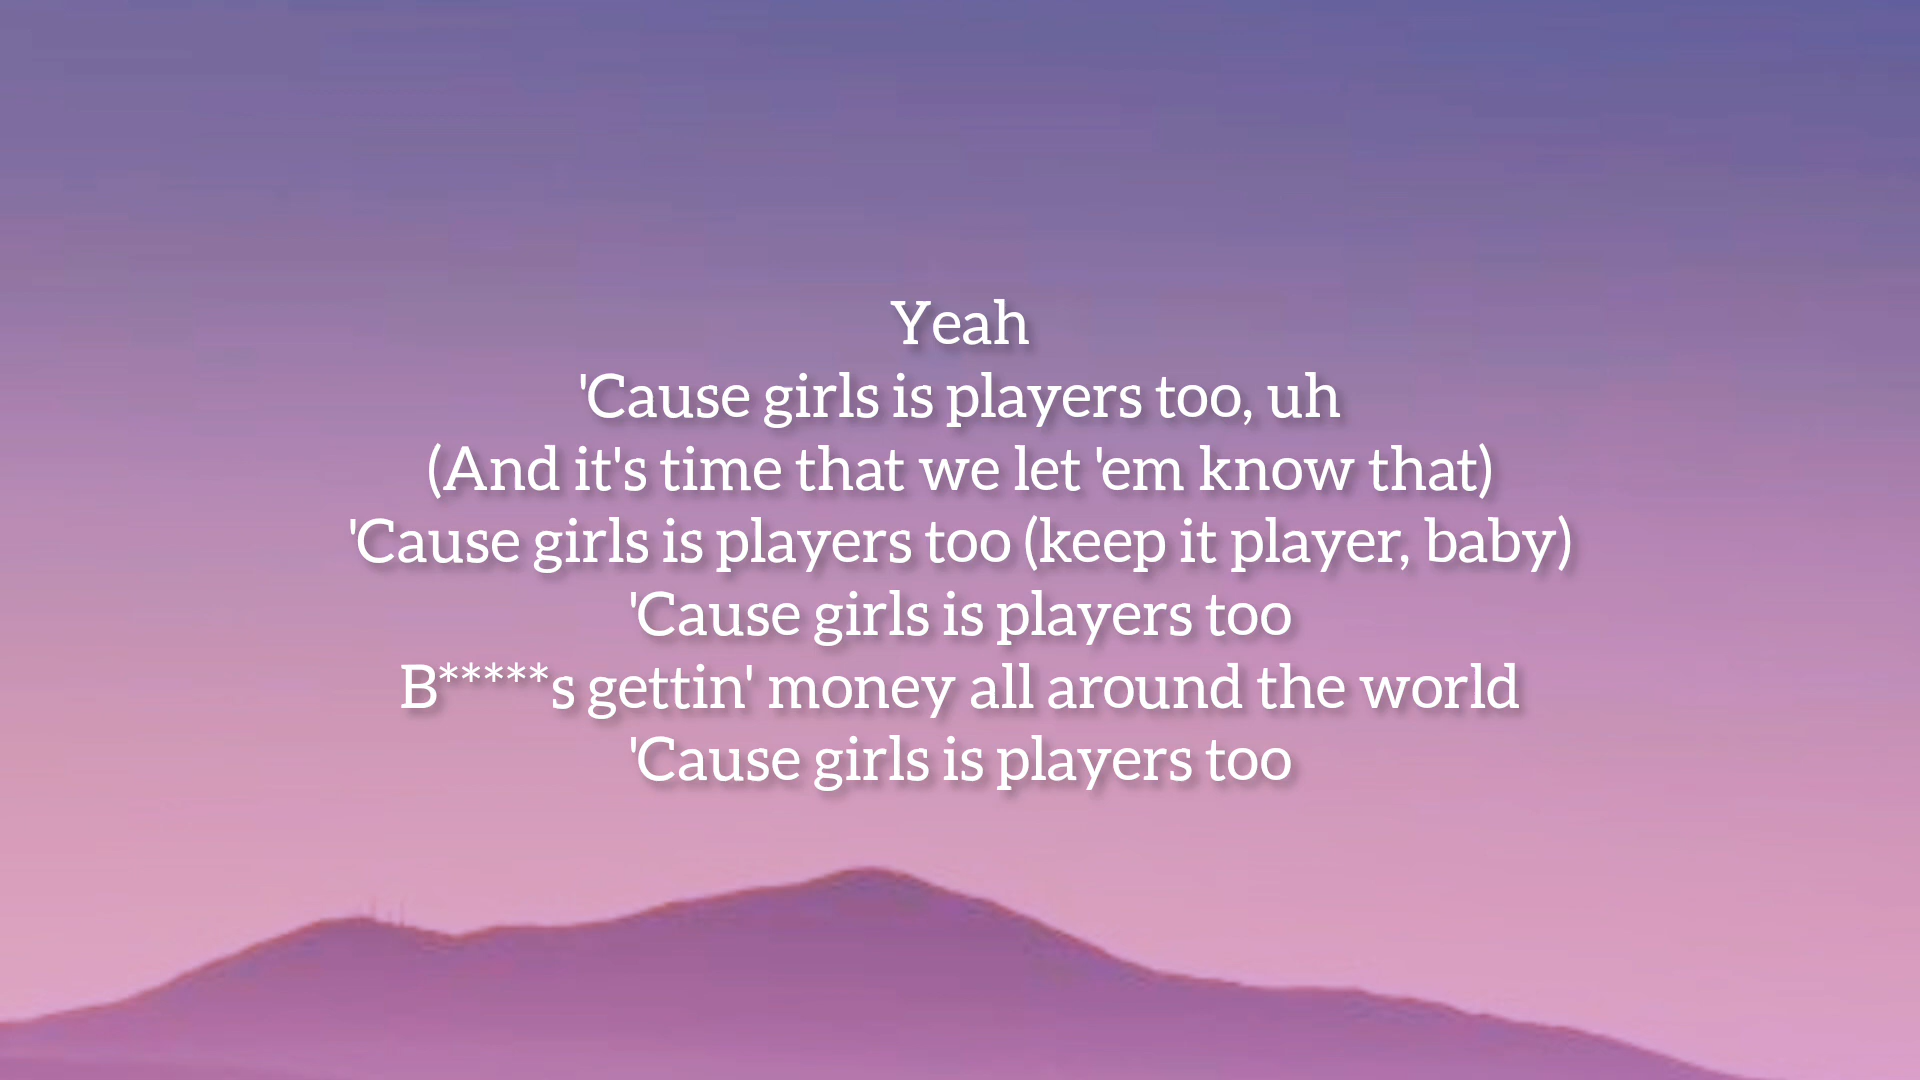 Yeah
'Cause girls is players too, uh
(And it's time that we let 'em know that)
'Cause girls is players too (keep it player, baby)
'Cause girls is players too
B*****s gettin' money all around the world
'Cause girls is players too